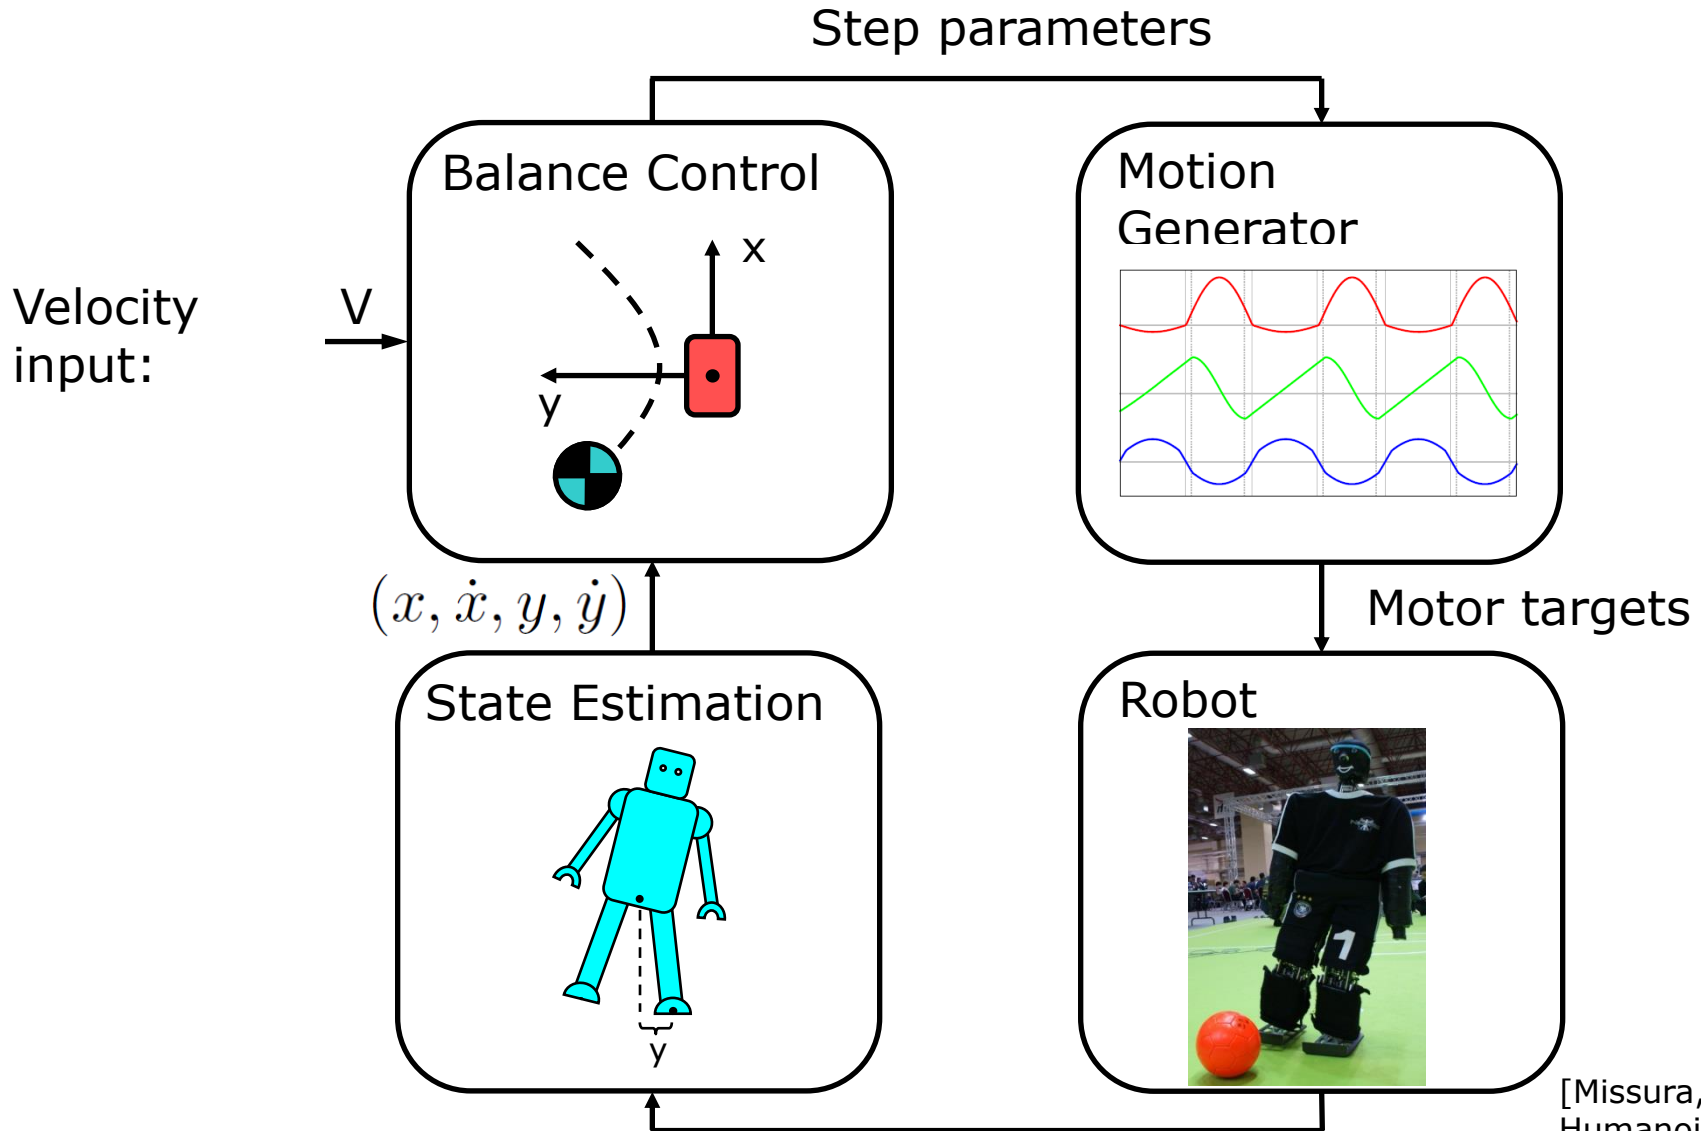 Step parameters
Balance Control
x
y
Velocity
input:
V
Motion
Generator
(x, ẋ, y, ẏ)
Motor targets
State Estimation
y
Robot
1
[Missura,